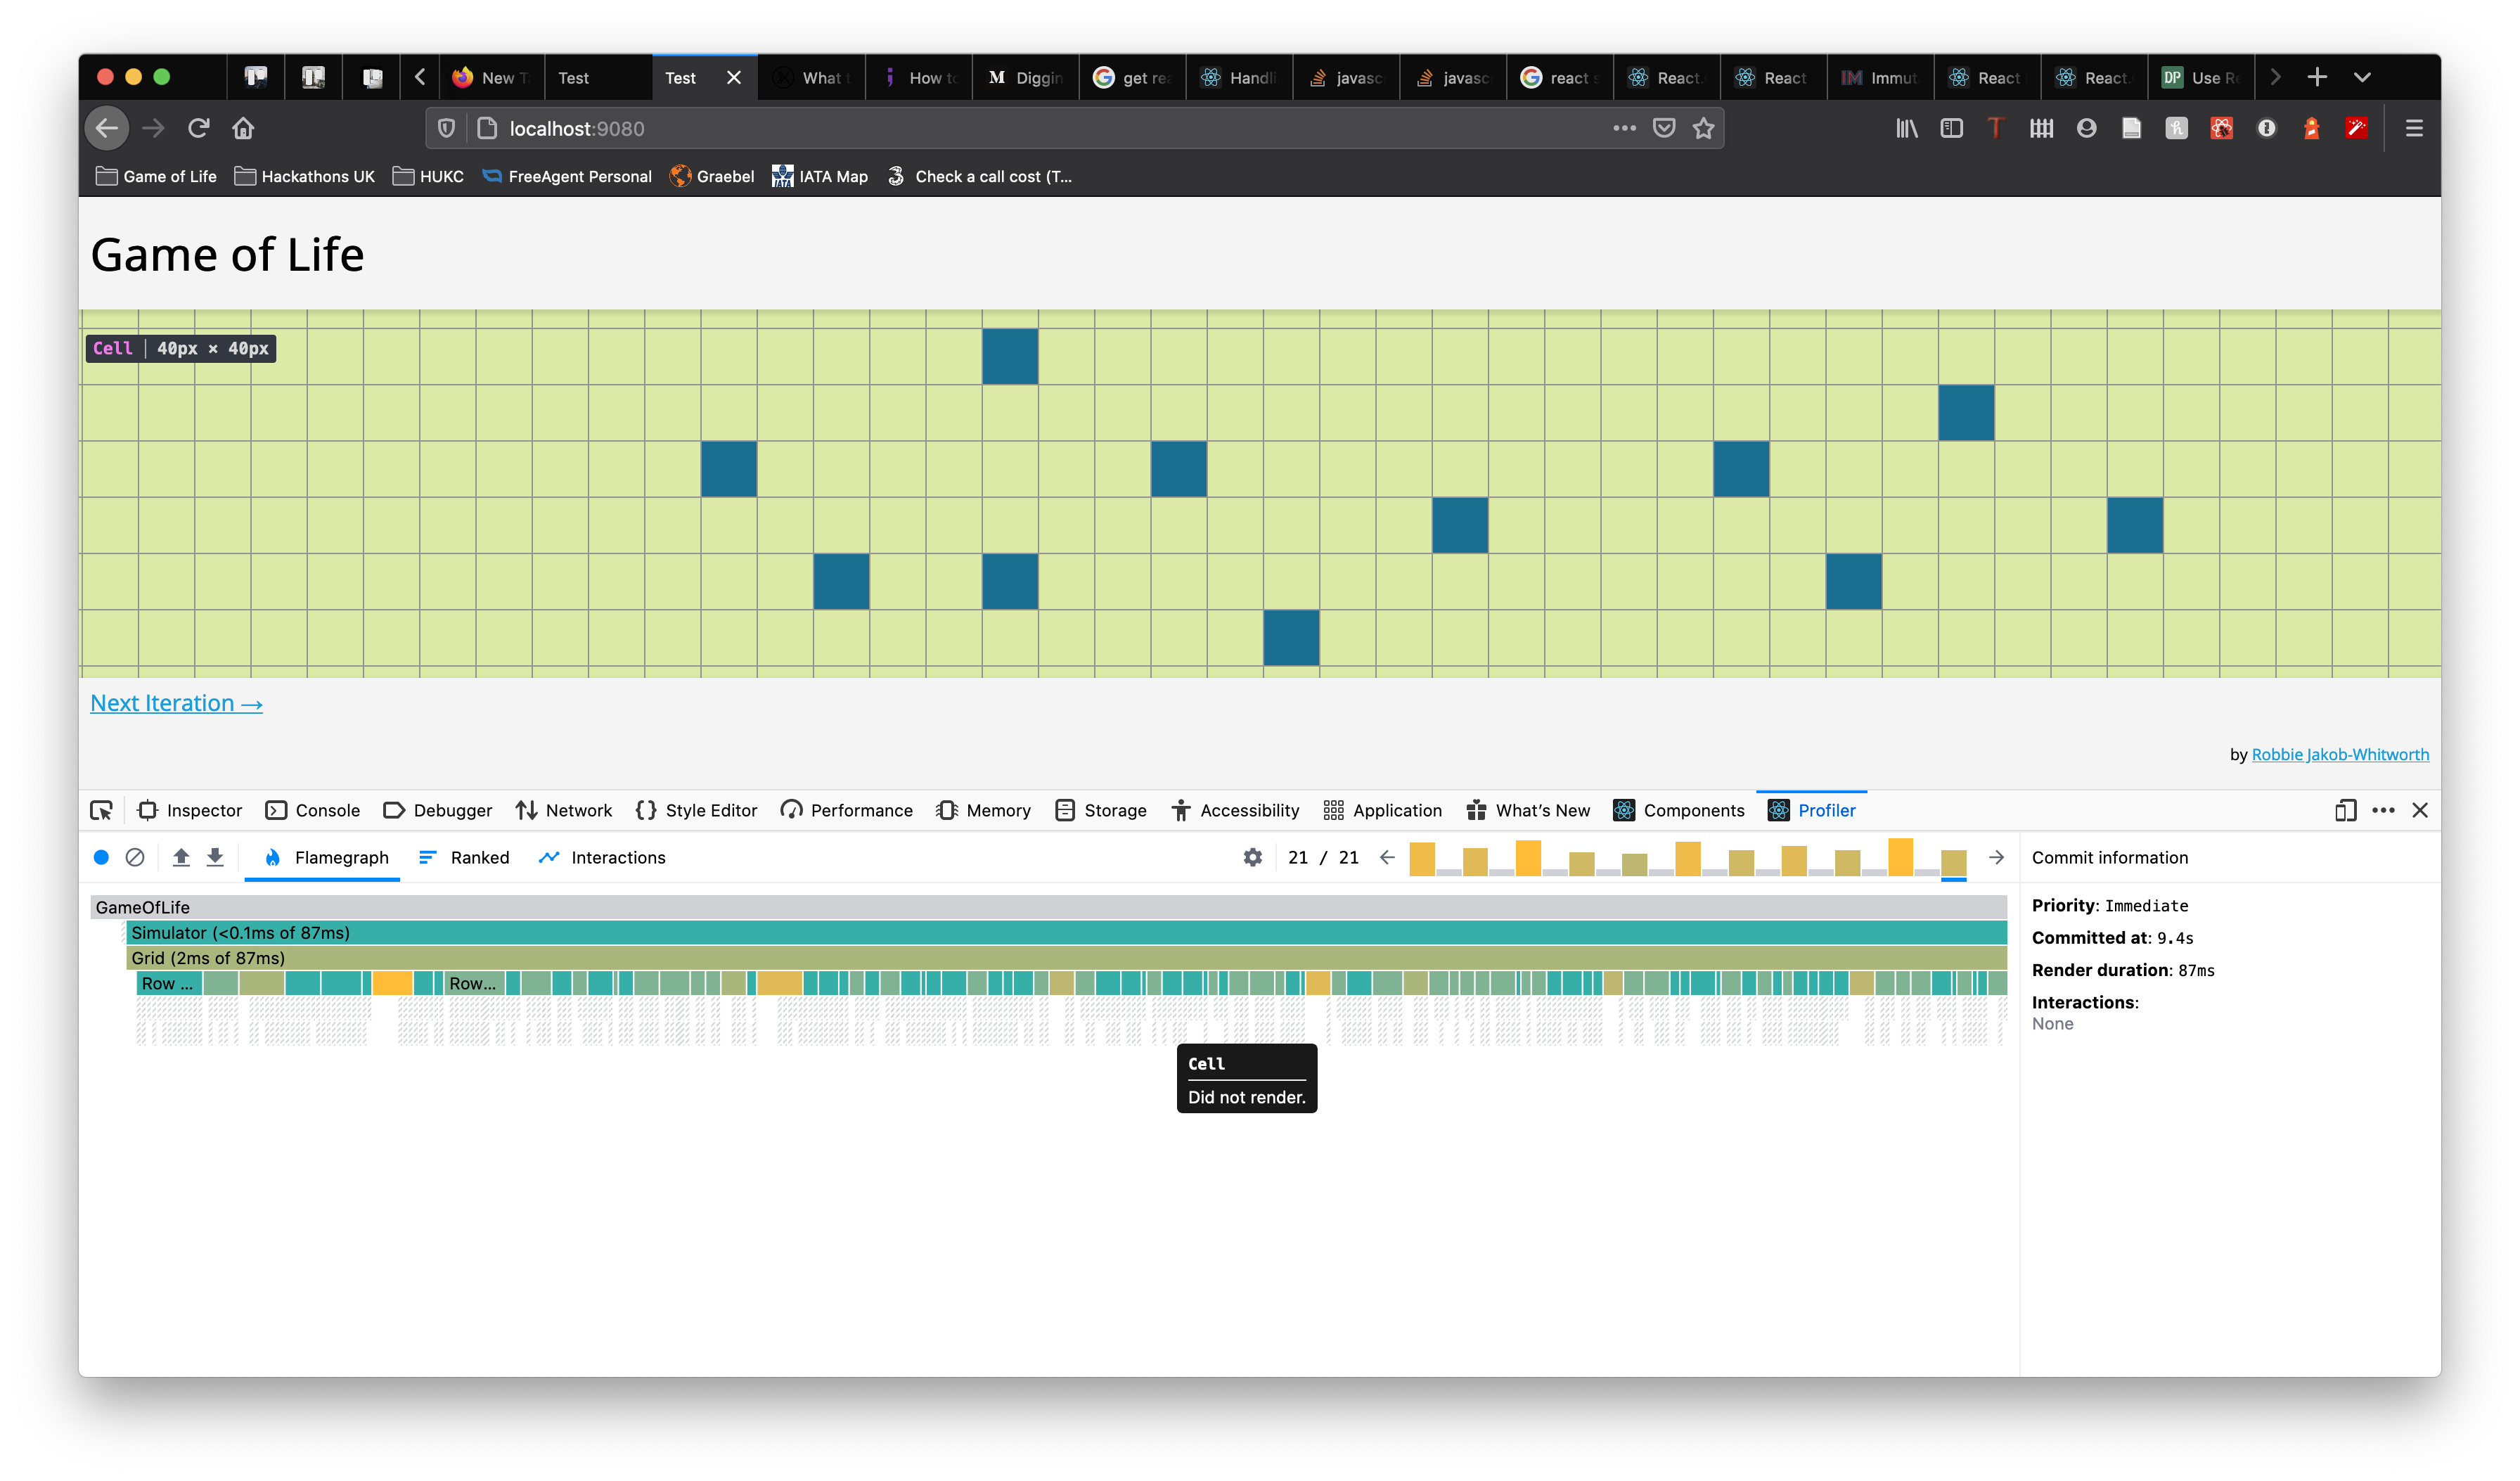 New T Test Test What t How to M Diggin get rea Handli javasc javasc react s React. React Immut React React. DP Use Re
localhost:9080
Game of Life Hackathons UK HUKC FreeAgent Personal Graebel IATA Map Check a call cost (T...
Game of Life
Cell 40px × 40px
Next Iteration →
by Robbie Jakob-Whitworth
Inspector Console Debugger Network Style Editor Performance Memory Storage Accessibility Application What's New Components Profiler
Flamegraph Ranked Interactions 21 / 21 Commit information
GameOfLife
Simulator (<0.1ms of 87ms)
Grid (2ms of 87ms)
Row ... Row...
Priority: Immediate
Committed at: 9.4s
Render duration: 87ms
Interactions:
None
Cell
Did not render.